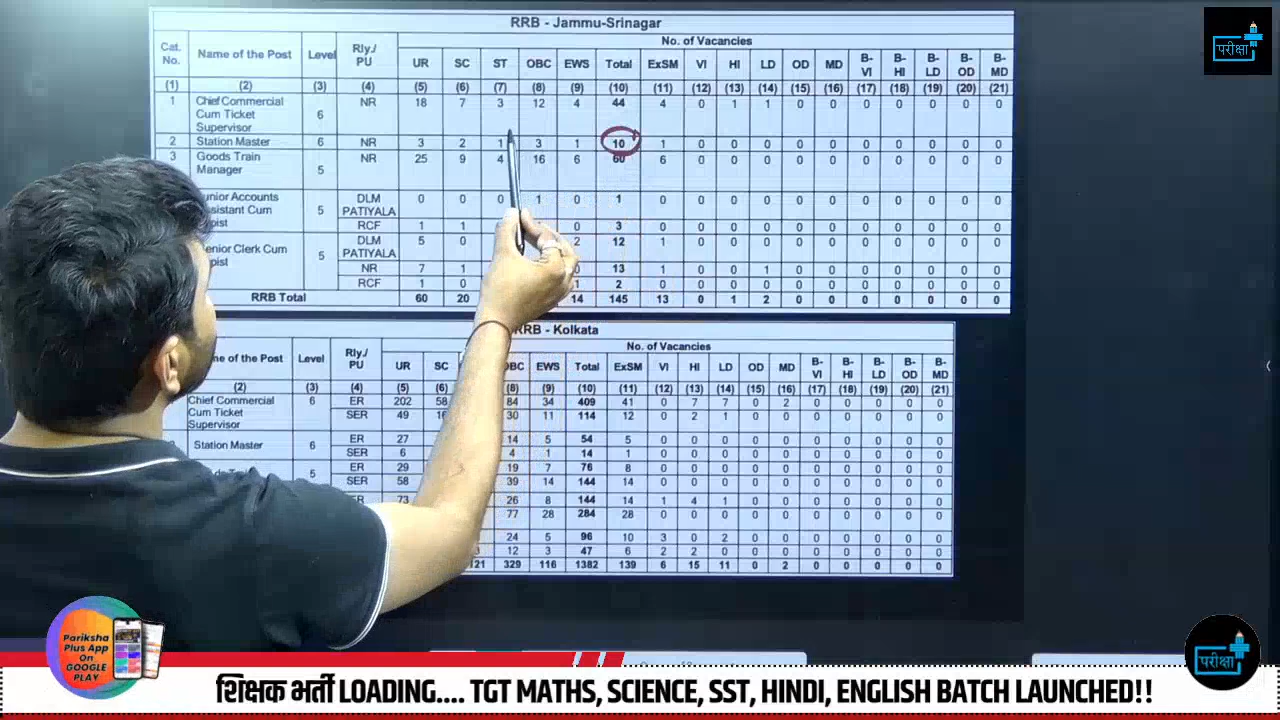 RRB - Jammu-Srinagar
Cat. No. Name of the Post Level Rly./ PU No. of Vacancies
UR SC ST OBC EWS Total ExSM VI HI LD OD MD B-VI B-HI B-LD B-OD B-MD
(1) (2) (3) (4) (5) (6) (7) (8) (9) (10) (11) (12) (13) (14) (15) (16) (17) (18) (19) (20) (21)
1 Chief Commercial Cum Ticket Supervisor 6 NR 18 7 3 12 4 44 4 0 1 1 0 0 0 0 0 0 0
2 Station Master 6 NR 3 2 1 3 1 10 1 0 0 0 0 0 0 0 0 0 0
3 Goods Train Manager 5 NR 25 9 4 16 6 60 6 0 0 0 0 0 0 0 0 0 0
unior Accounts ssistant Cum pist 5 DLM PATIYALA 0 0 0 1 0 1 0 0 0 0 0 0 0 0 0 0 0
RCF 1 1 0 3 0 0 0 0 0 0 0 0 0 0 0
enior Clerk Cum pist 5 DLM PATIYALA 5 0 2 12 1 0 0 0 0 0 0 0 0 0 0
NR 7 1 0 13 1 0 0 1 0 0 0 0 0 0 0
RCF 1 0 1 2 0 0 0 0 0 0 0 0 0 0 0
RRB Total 60 20 14 145 13 0 1 2 0 0 0 0 0 0 0
RRB - Kolkata
me of the Post Level Rly./ PU No. of Vacancies
UR SC OBC EWS Total ExSM VI HI LD OD MD B-VI B-HI B-LD B-OD B-MD
(2) (3) (4) (5) (6) (8) (9) (10) (11) (12) (13) (14) (15) (16) (17) (18) (19) (20) (21)
Chief Commercial Cum Ticket Supervisor 6 ER 202 58 84 34 409 41 0 7 7 0 2 0 0 0 0 0
SER 49 16 30 11 114 12 0 2 1 0 0 0 0 0 0 0
Station Master 6 ER 27 14 5 54 5 0 0 0 0 0 0 0 0 0 0
SER 6 4 1 14 1 0 0 0 0 0 0 0 0 0 0
5 ER 29 19 7 76 8 0 0 0 0 0 0 0 0 0 0
SER 58 39 14 144 14 0 0 0 0 0 0 0 0 0 0
ER 73 26 8 144 14 1 4 1 0 0 0 0 0 0 0
77 28 284 28 0 0 0 0 0 0 0 0 0 0
24 5 96 10 3 0 2 0 0 0 0 0 0 0
12 3 47 6 2 2 0 0 0 0 0 0 0 0
121 329 116 1382 139 6 15 11 0 2 0 0 0 0 0
परीक्षा
Pariksha
Plus App
On
GOOGLE
PLAY
परीक्षा
शिक्षक भर्ती LOADING.... TGT MATHS, SCIENCE, SST, HINDI, ENGLISH BATCH LAUNCHED!!